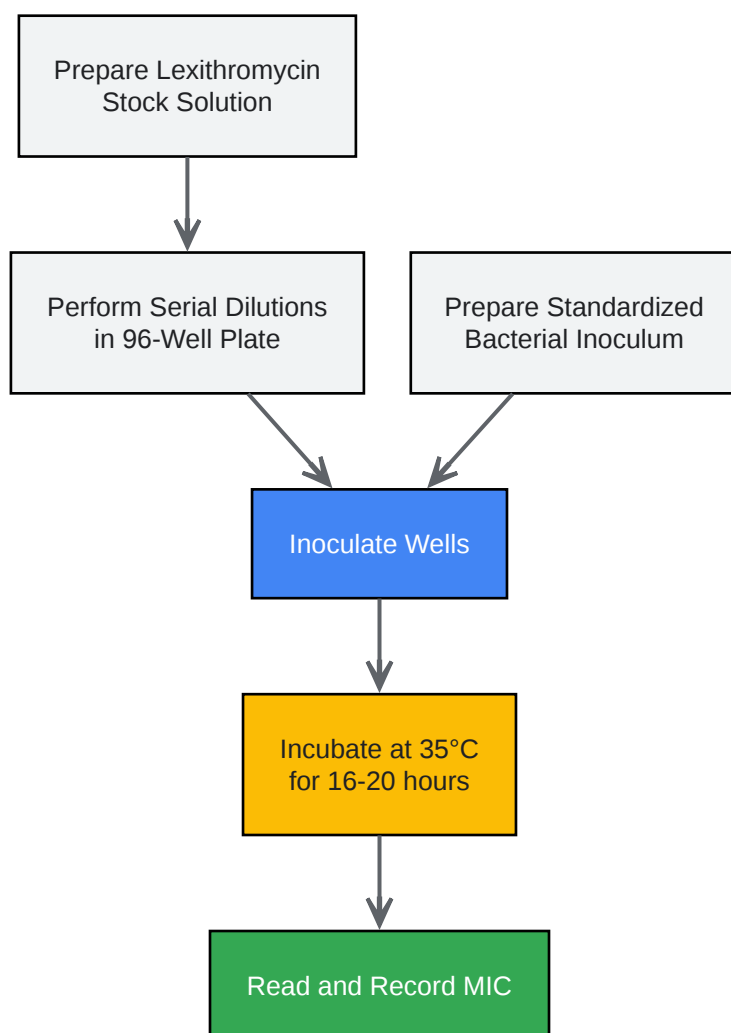 Prepare Lexithromycin
Stock Solution
Perform Serial Dilutions
in 96-Well Plate
Prepare Standardized
Bacterial Inoculum
Inoculate Wells
Incubate at 35°C
for 16-20 hours
Read and Record MIC